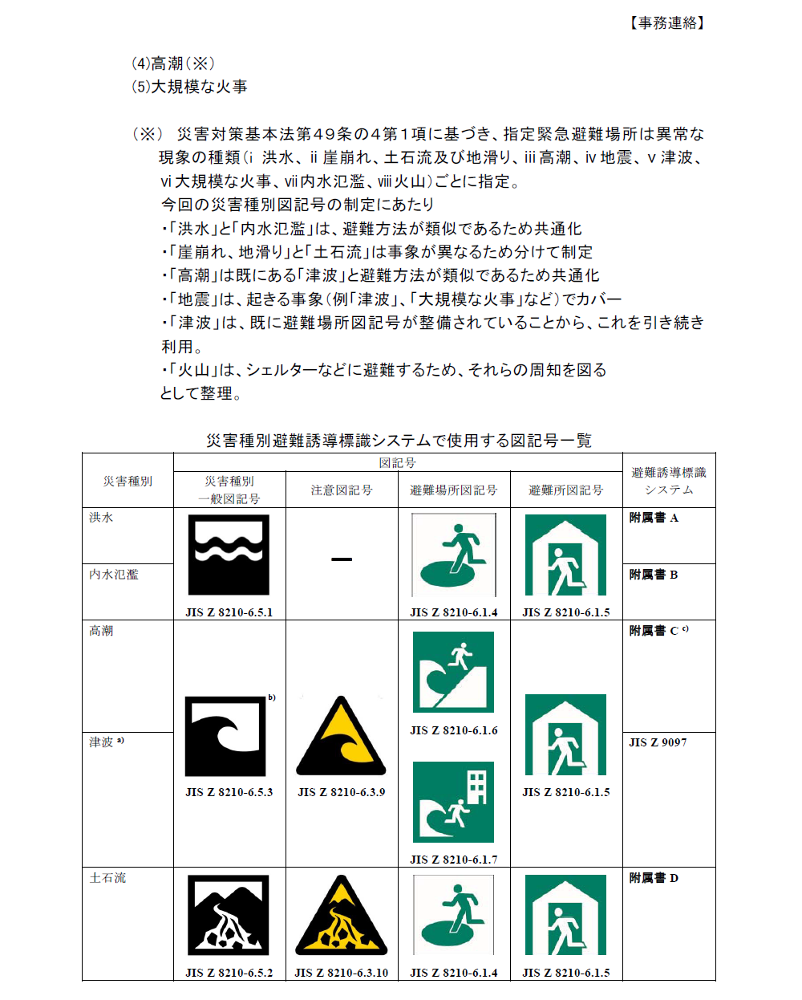 【事務連絡】
(4)高潮（※）
(5)大規模な火事
（※） 災害対策基本法第４９条の４第１項に基づき、指定緊急避難場所は異常な
現象の種類（ⅰ 洪水、ⅱ崖崩れ、土石流及び地滑り、ⅲ高潮、ⅳ地震、ⅴ津波、
ⅵ大規模な火事、ⅶ内水氾濫、ⅷ火山）ごとに指定。
今回の災害種別図記号の制定にあたり
・「洪水」と「内水氾濫」は、避難方法が類似であるため共通化
・「崖崩れ、地滑り」と「土石流」は事象が異なるため分けて制定
・「高潮」は既にある「津波」と避難方法が類似であるため共通化
・「地震」は、起きる事象（例「津波」、「大規模な火事」など）でカバー
・「津波」は、既に避難場所図記号が整備されていることから、これを引き続き
利用。
・「火山」は、シェルターなどに避難するため、それらの周知を図る
として整理。
災害種別避難誘導標識システムで使用する図記号一覧
災害種別
図記号
避難誘導標識
システム
災害種別
一般図記号
注意図記号
避難場所図記号
避難所図記号
洪水
附属書 A
内水氾濫
附属書 B
JIS Z 8210-6.5.1
－
JIS Z 8210-6.1.4
JIS Z 8210-6.1.5
高潮
附属書 C c)
b)
JIS Z 8210-6.1.6
津波 a)
JIS Z 9097
JIS Z 8210-6.5.3
JIS Z 8210-6.3.9
JIS Z 8210-6.1.5
JIS Z 8210-6.1.7
土石流
附属書 D
JIS Z 8210-6.5.2
JIS Z 8210-6.3.10
JIS Z 8210-6.1.4
JIS Z 8210-6.1.5